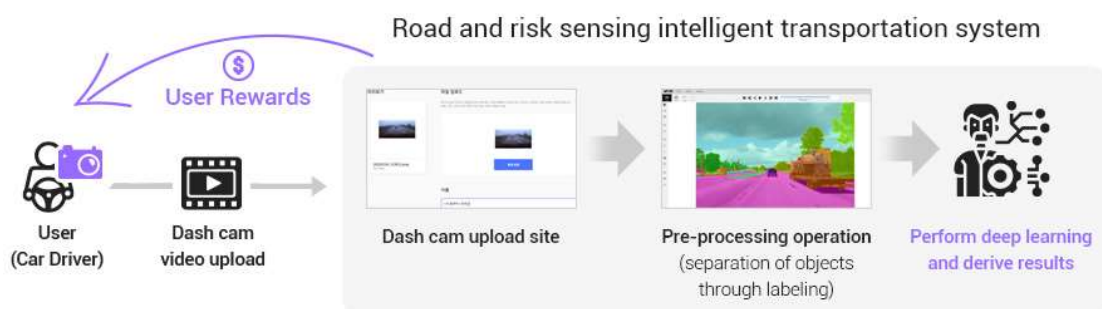 Road and risk sensing intelligent transportation system
$
User Rewards
User
(Car Driver)
Dash cam
video upload
Dash cam upload site
Pre-processing operation
(separation of objects
through labeling)
Perform deep learning
and derive results